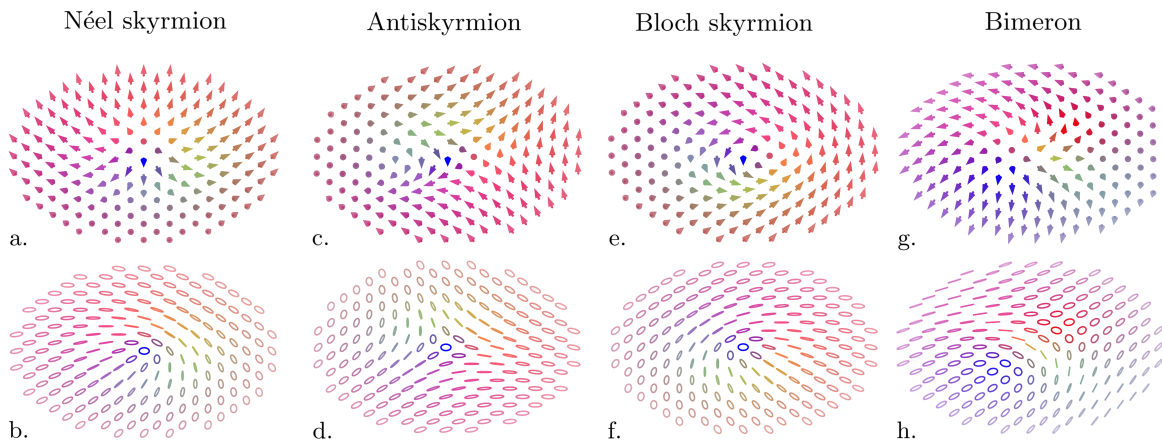 Néel skyrmion
Antiskyrmion
Bloch skyrmion
Bimeron
a.
c.
e.
g.
b.
d.
f.
h.